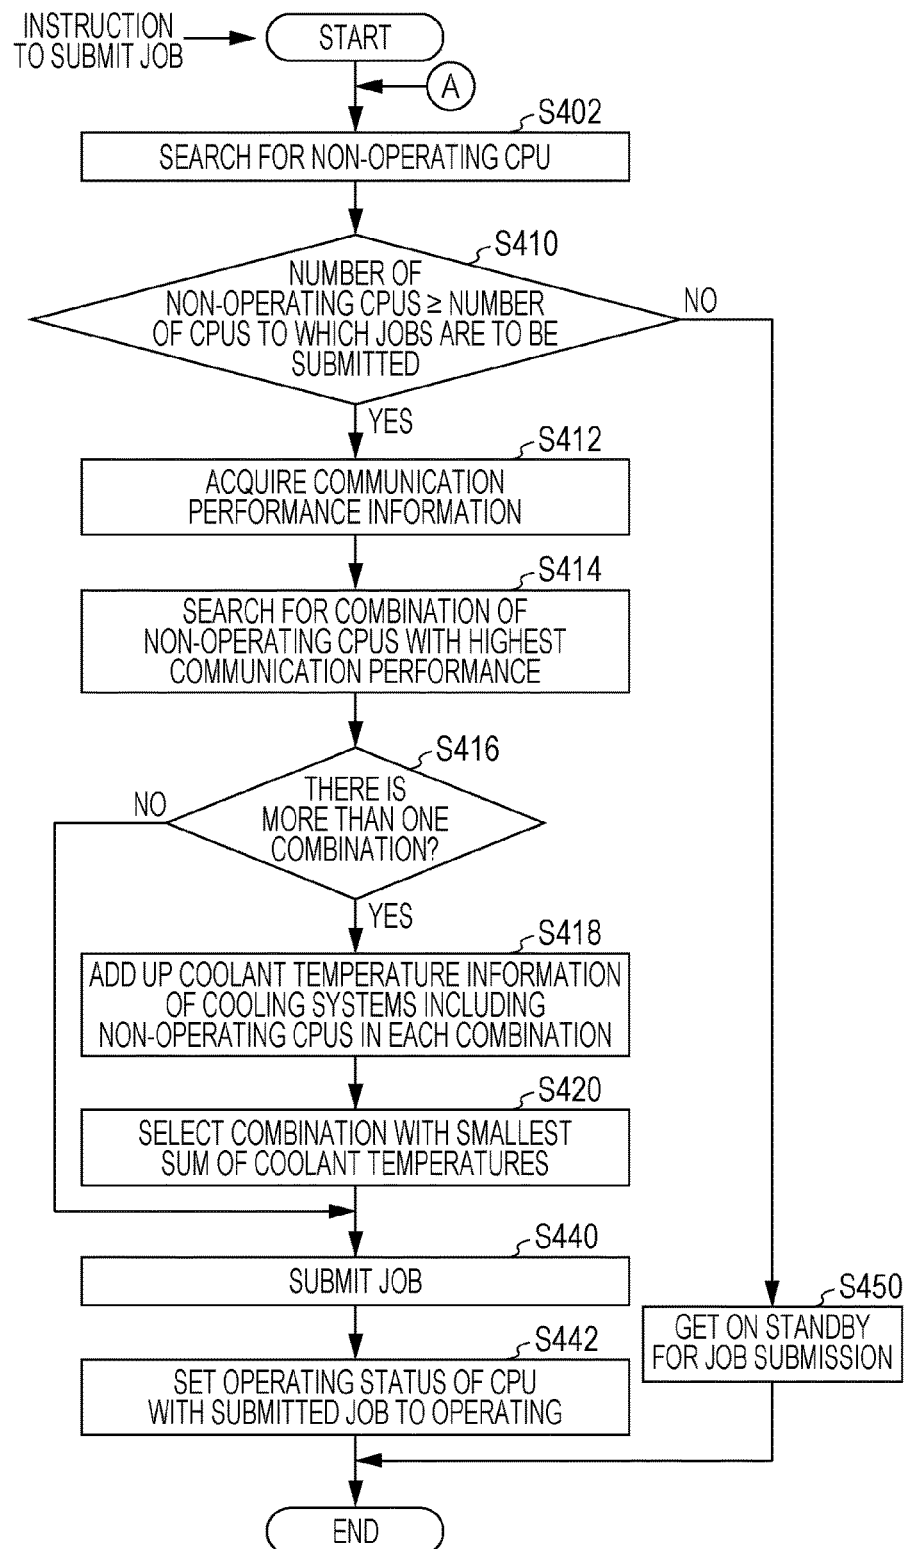 INSTRUCTION
TO SUBMIT JOB
START
A
S402
SEARCH FOR NON-OPERATING CPU
S410
NUMBER OF
NON-OPERATING CPUS ≥ NUMBER
OF CPUS TO WHICH JOBS ARE TO BE
SUBMITTED
NO
YES
S412
ACQUIRE COMMUNICATION
PERFORMANCE INFORMATION
S414
SEARCH FOR COMBINATION OF
NON-OPERATING CPUS WITH HIGHEST
COMMUNICATION PERFORMANCE
S416
THERE IS
MORE THAN ONE
COMBINATION?
NO
YES
S418
ADD UP COOLANT TEMPERATURE INFORMATION
OF COOLING SYSTEMS INCLUDING
NON-OPERATING CPUS IN EACH COMBINATION
S420
SELECT COMBINATION WITH SMALLEST
SUM OF COOLANT TEMPERATURES
S440
SUBMIT JOB
S450
GET ON STANDBY
FOR JOB SUBMISSION
S442
SET OPERATING STATUS OF CPU
WITH SUBMITTED JOB TO OPERATING
END